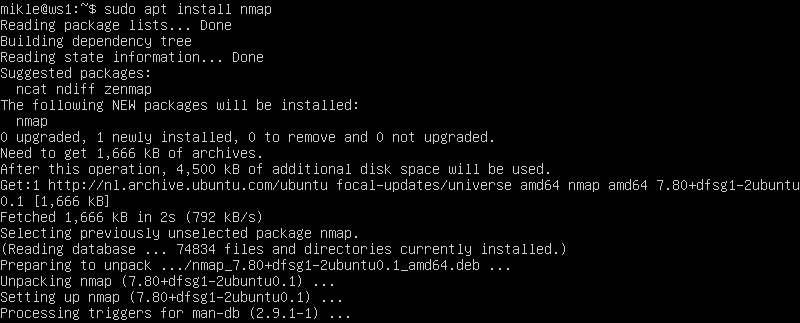 mikle@ws1:~$ sudo apt install nmap
Reading package lists... Done
Building dependency tree
Reading state information... Done
Suggested packages:
  ncat ndiff zenmap
The following NEW packages will be installed:
  nmap
0 upgraded, 1 newly installed, 0 to remove and 0 not upgraded.
Need to get 1,666 kB of archives.
After this operation, 4,500 kB of additional disk space will be used.
Get:1 http://nl.archive.ubuntu.com/ubuntu focal-updates/universe amd64 nmap amd64 7.80+dfsg1-2ubuntu
0.1 [1,666 kB]
Fetched 1,666 kB in 2s (792 kB/s)
Selecting previously unselected package nmap.
(Reading database ... 74834 files and directories currently installed.)
Preparing to unpack .../nmap_7.80+dfsg1-2ubuntu0.1_amd64.deb ...
Unpacking nmap (7.80+dfsg1-2ubuntu0.1) ...
Setting up nmap (7.80+dfsg1-2ubuntu0.1) ...
Processing triggers for man-db (2.9.1-1) ...